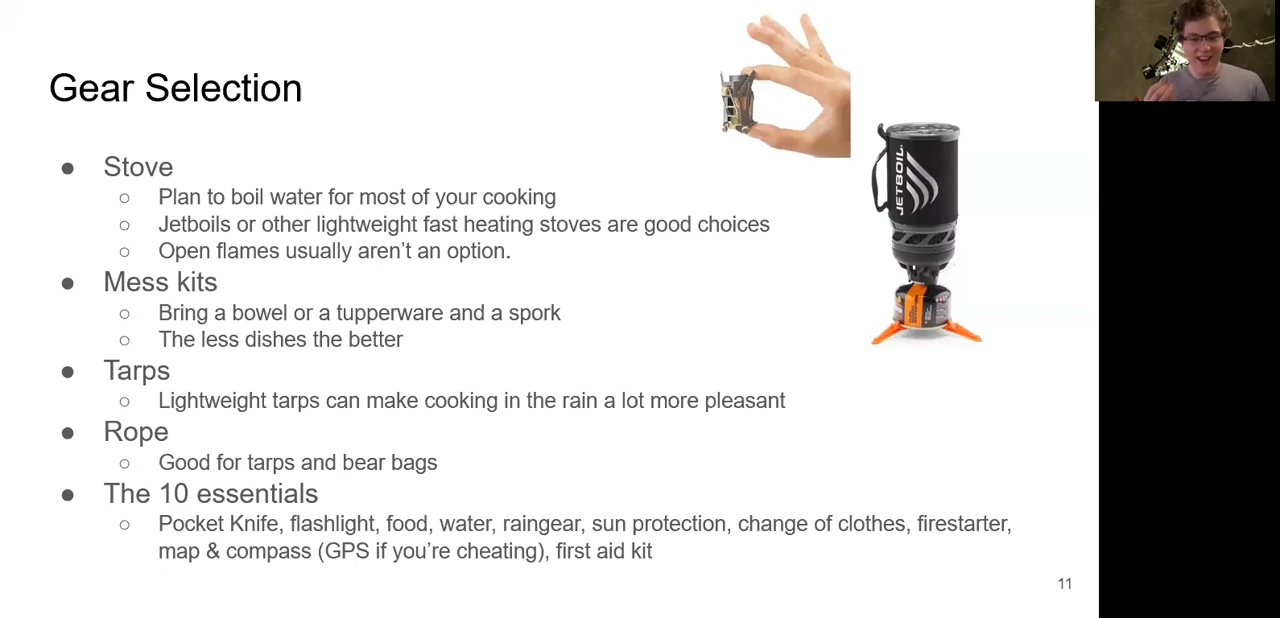 Gear Selection
● Stove
○ Plan to boil water for most of your cooking
○ Jetboils or other lightweight fast heating stoves are good choices
○ Open flames usually aren’t an option.
● Mess kits
○ Bring a bowel or a tupperware and a spork
○ The less dishes the better
● Tarps
○ Lightweight tarps can make cooking in the rain a lot more pleasant
● Rope
○ Good for tarps and bear bags
● The 10 essentials
○ Pocket Knife, flashlight, food, water, raingear, sun protection, change of clothes, firestarter,
map & compass (GPS if you’re cheating), first aid kit
JETBOIL
11